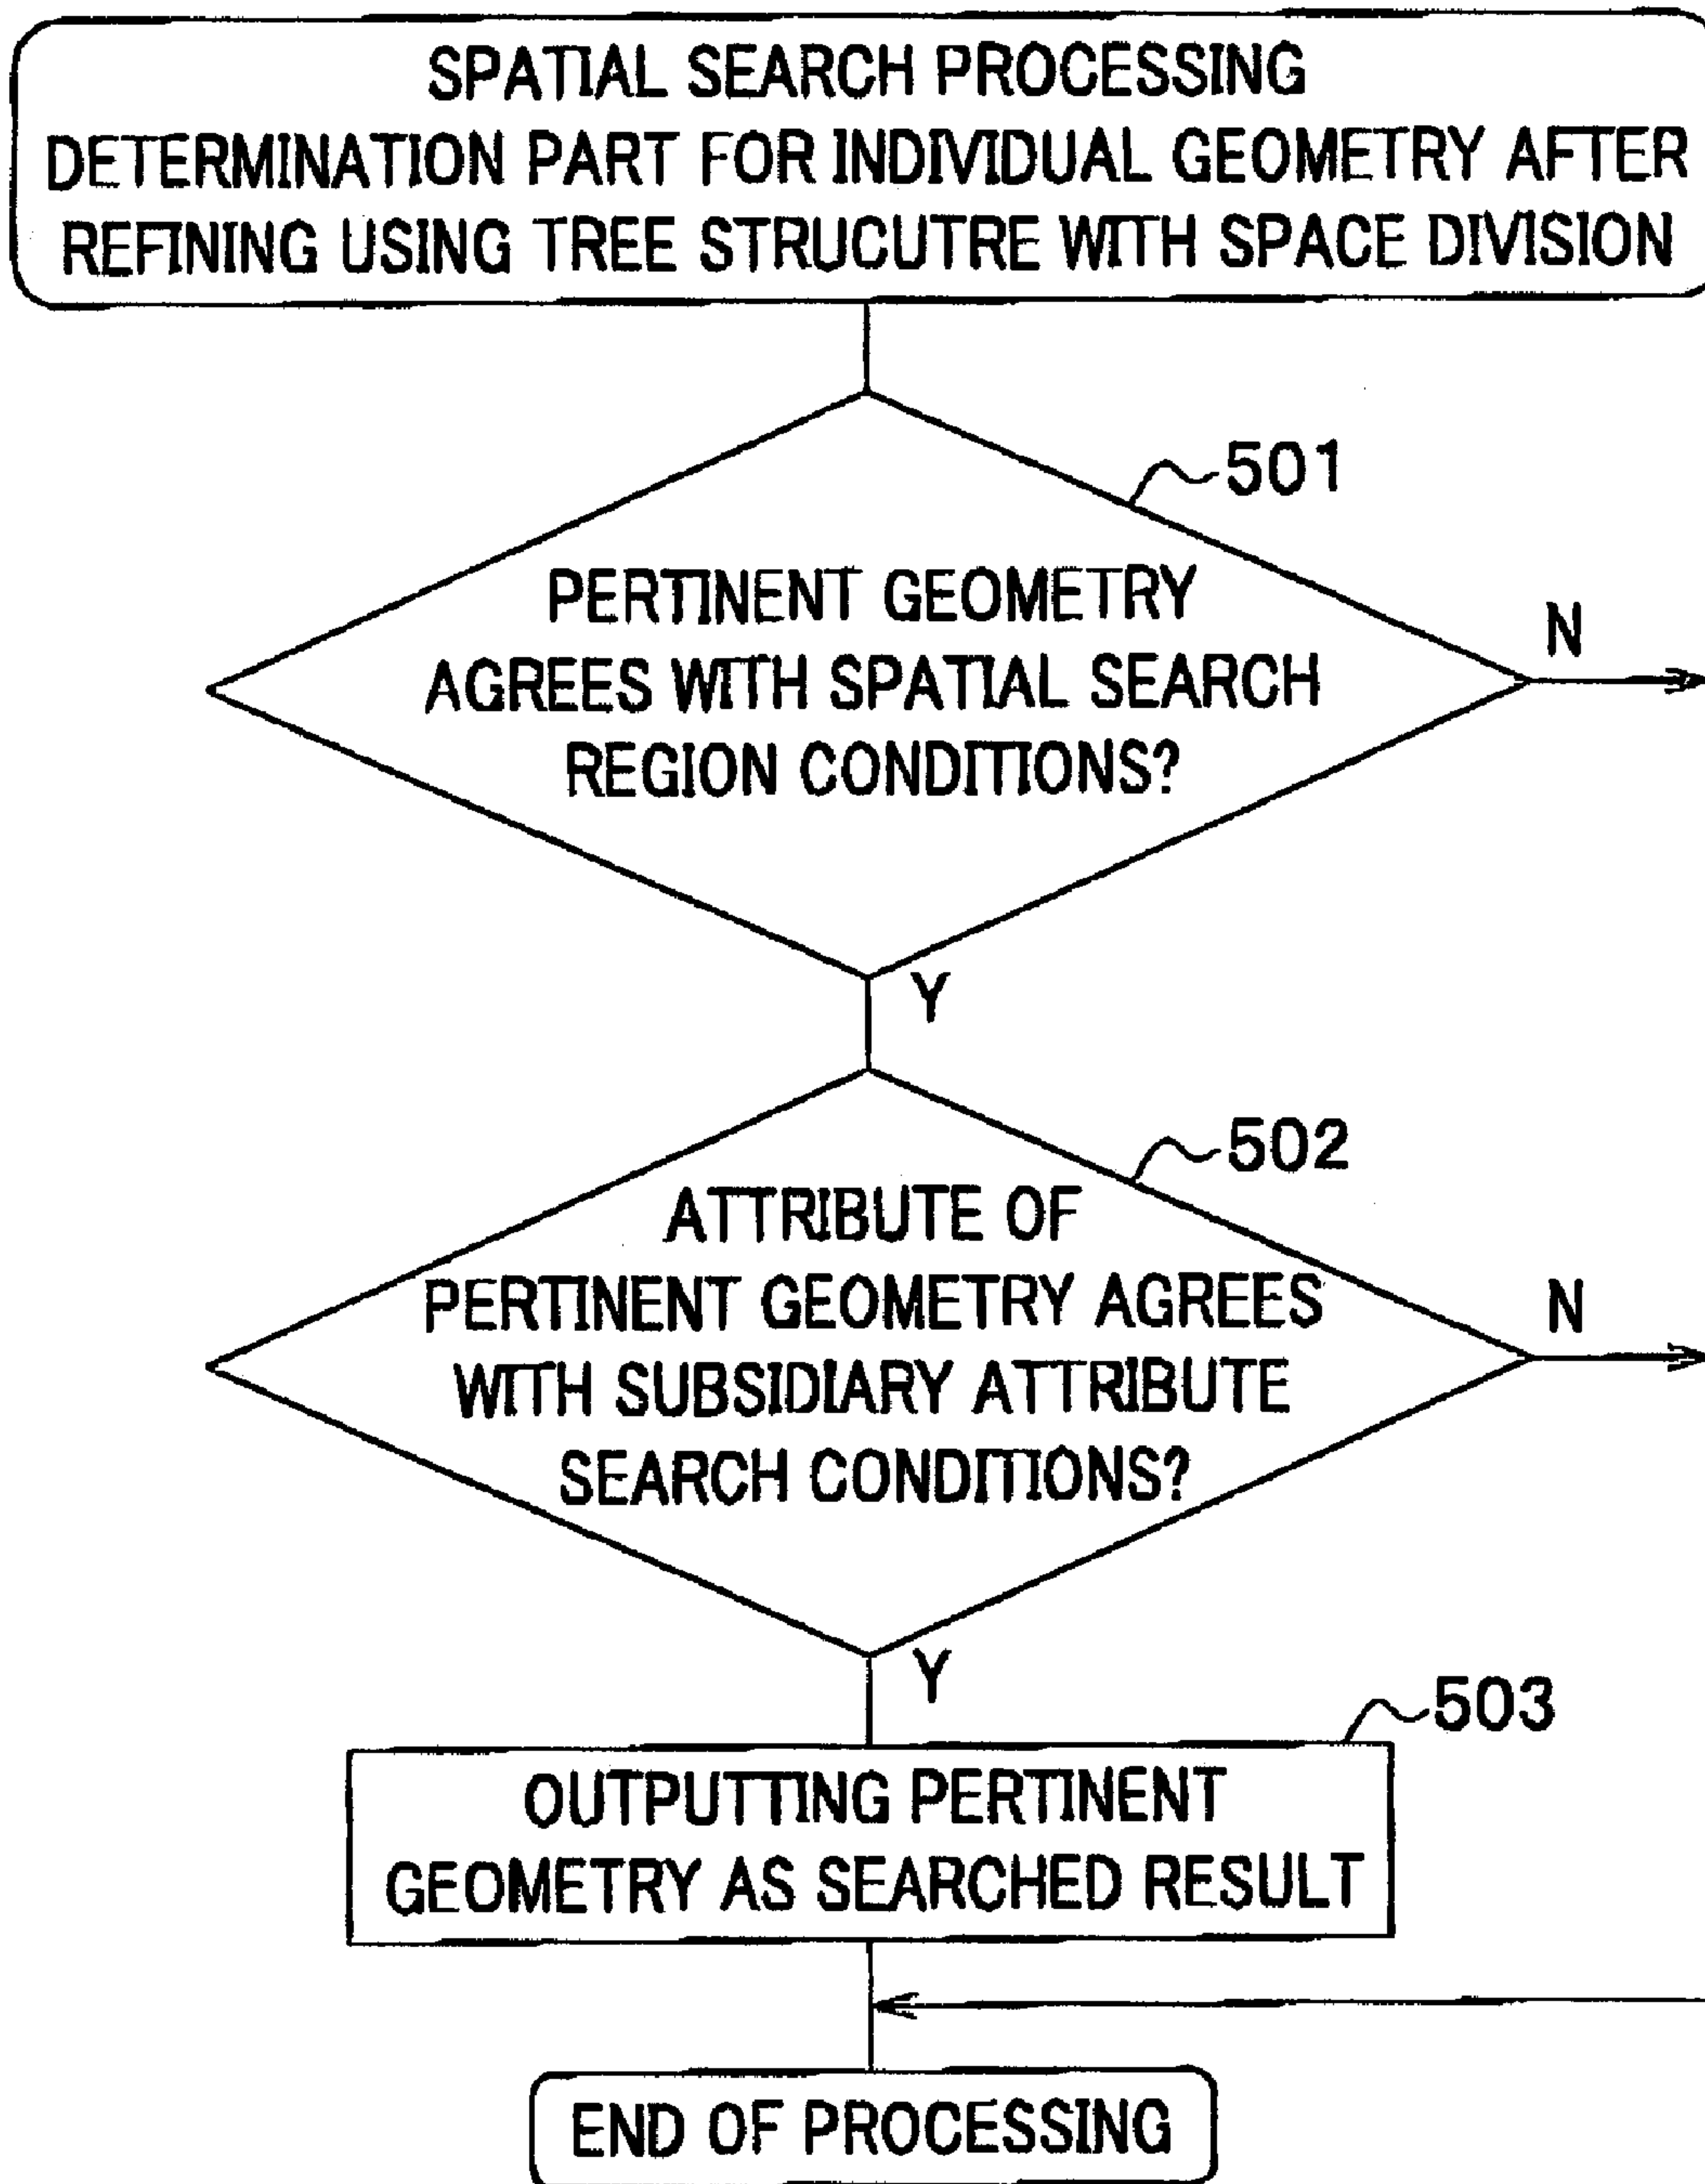 SPATIAL SEARCH PROCESSING
DETERMINATION PART FOR INDIVIDUAL GEOMETRY AFTER
REFINING USING TREE STRUCUTRE WITH SPACE DIVISION
501
PERTINENT GEOMETRY
AGREES WITH SPATIAL SEARCH
REGION CONDITIONS?
N
Y
502
ATTRIBUTE OF
PERTINENT GEOMETRY AGREES
WITH SUBSIDIARY ATTRIBUTE
SEARCH CONDITIONS?
N
Y
503
OUTPUTTING PERTINENT
GEOMETRY AS SEARCHED RESULT
END OF PROCESSING